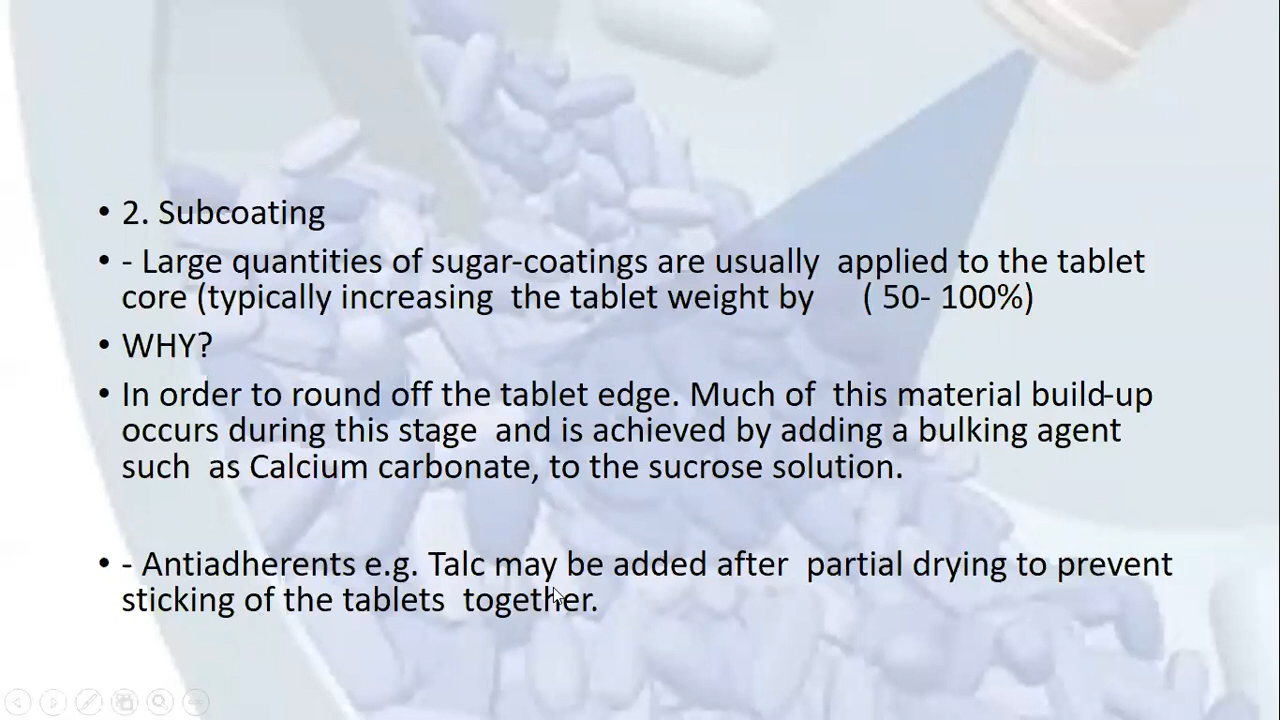 • 2. Subcoating
• - Large quantities of sugar-coatings are usually applied to the tablet
core (typically increasing the tablet weight by ( 50- 100%)
• WHY?
• In order to round off the tablet edge. Much of this material build-up
occurs during this stage and is achieved by adding a bulking agent
such as Calcium carbonate, to the sucrose solution.
• - Antiadherents e.g. Talc may be added after partial drying to prevent
sticking of the tablets together.